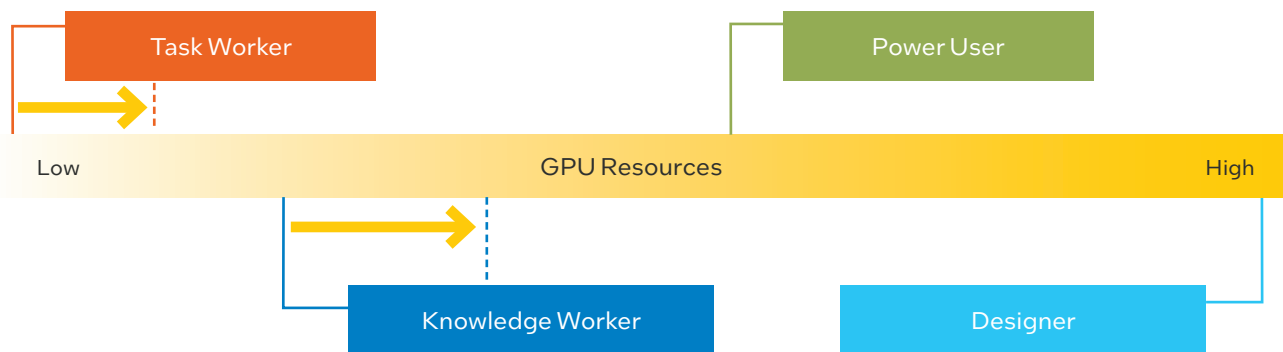 Task Worker
Power User
Low
GPU Resources
High
Knowledge Worker
Designer